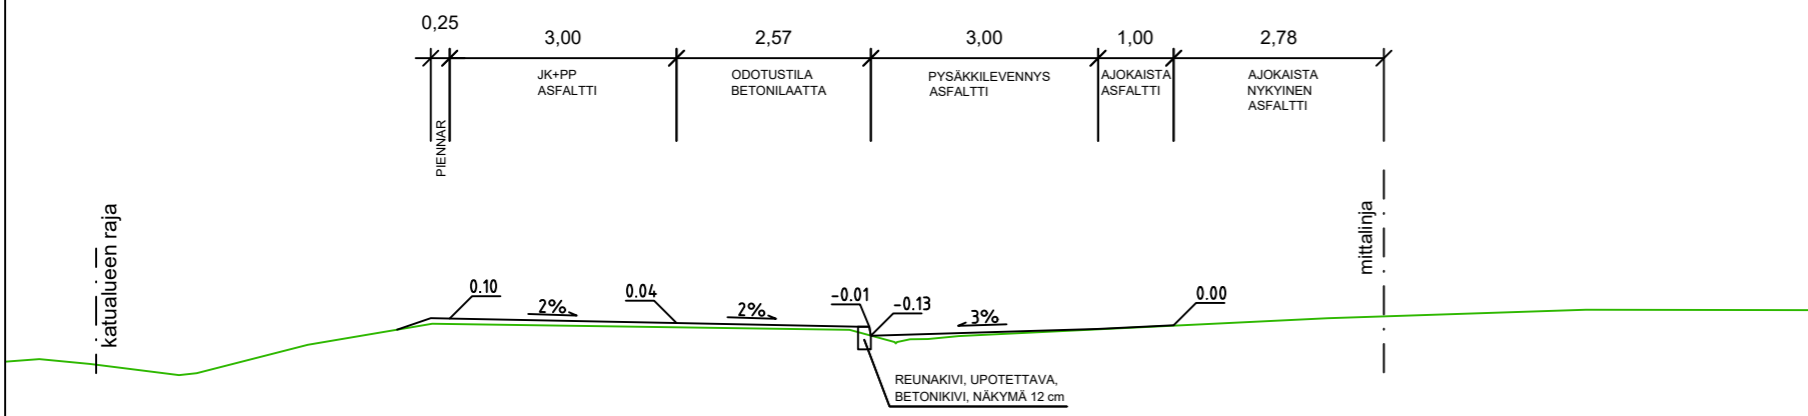 0,25
3,00
2,57
3,00
1,00
2,78
JK+PP
ASFALTTI
ODOTUSTILA
BETONILAATTA
PYSÄKKILEVENNYS
ASFALTTI
AJOKAISTA
ASFALTTI
AJOKAISTA
NYKYINEN
ASFALTTI
PIENNAR
katualueen raja
mittalinja
0.10
2%
0.04
2%
-0.01
-0.13
3%
0.00
REUNAKIVI, UPOTETTAVA,
BETONIKIVI, NÄKYMÄ 12 cm